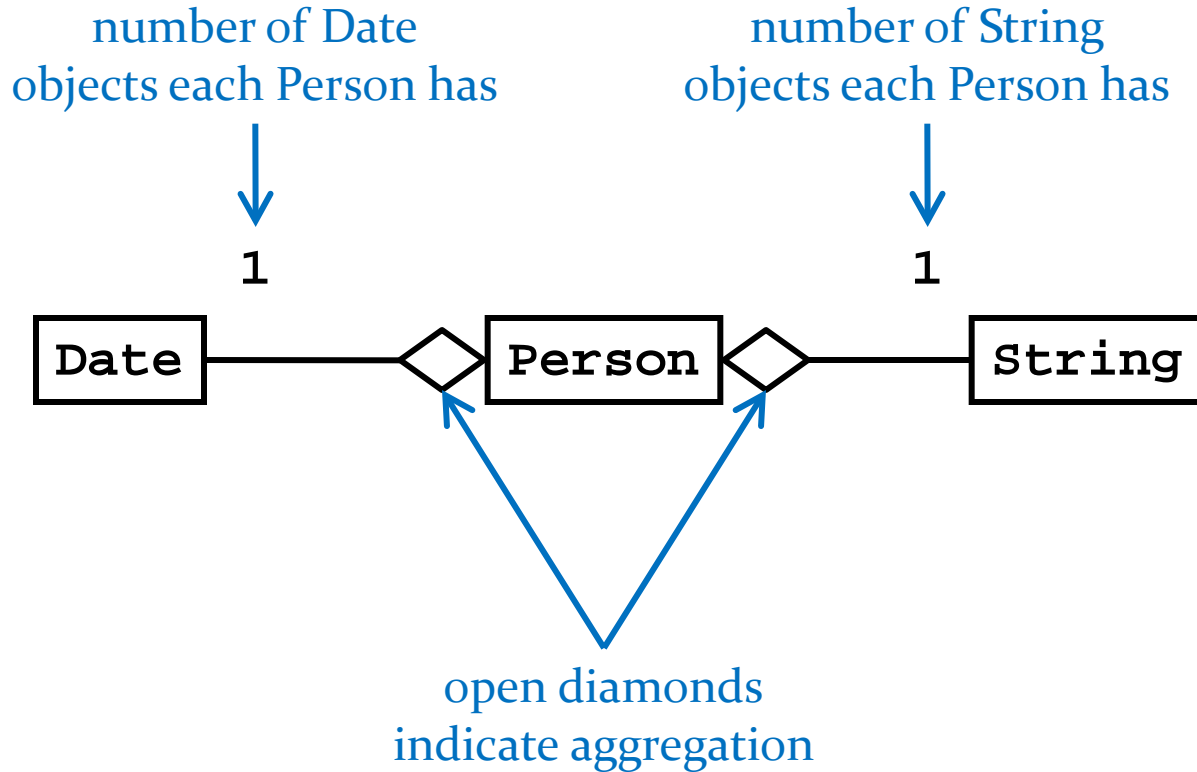 number of Date
objects each Person has
number of String
objects each Person has
1
1
Date
Person
String
open diamonds
indicate aggregation